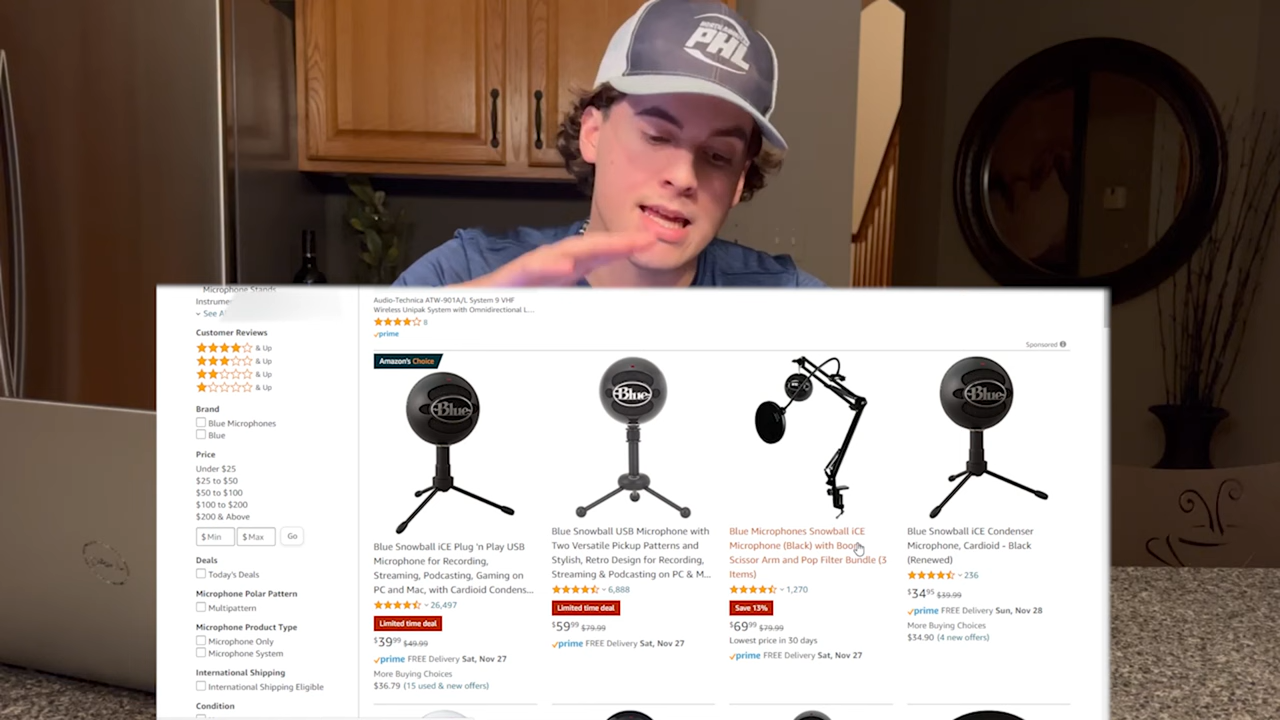 PHL
Microphone Stands
Instrume
See A
Customer Reviews
& Up
& Up
& Up
& Up
Brand
Blue Microphones
Blue
Price
Under $25
$25 to $50
$50 to $100
$100 to $200
$200 & Above
$ Min
$ Max
Go
Deals
Today's Deals
Microphone Polar Pattern
Multipattern
Microphone Product Type
Microphone Only
Microphone System
International Shipping
International Shipping Eligible
Condition
Audio-Technica ATW-901A/L System 9 VHF
Wireless Unipak System with Omnidirectional L...
8
prime
Sponsored
Amazon's Choice
Blue
Blue Snowball iCE Plug 'n Play USB
Microphone for Recording,
Streaming, Podcasting, Gaming on
PC and Mac, with Cardioid Condens...
26,497
Limited time deal
$39.99 $49.99
prime FREE Delivery Sat, Nov 27
More Buying Choices
$36.79 (15 used & new offers)
Blue
Blue Snowball USB Microphone with
Two Versatile Pickup Patterns and
Stylish, Retro Design for Recording,
Streaming & Podcasting on PC & M...
6,888
Limited time deal
$59.99 $79.99
prime FREE Delivery Sat, Nov 27
Blue Microphones Snowball iCE
Microphone (Black) with Boom
Scissor Arm and Pop Filter Bundle (3
Items)
1,270
Save 13%
$69.99 $79.99
Lowest price in 30 days
prime FREE Delivery Sat, Nov 27
Blue
Blue Snowball iCE Condenser
Microphone, Cardioid - Black
(Renewed)
236
$34.95 $39.99
prime FREE Delivery Sun, Nov 28
More Buying Choices
$34.90 (4 new offers)